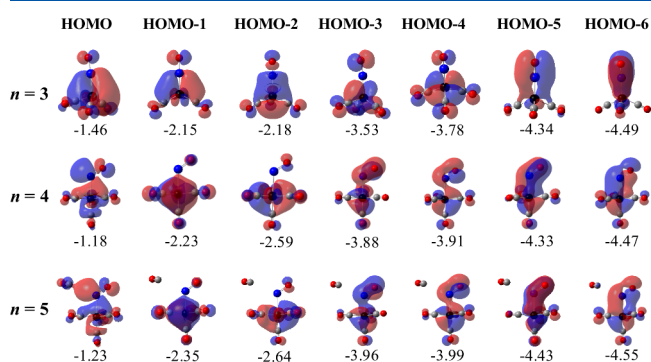 HOMO HOMO-1 HOMO-2 HOMO-3 HOMO-4 HOMO-5 HOMO-6
n = 3
-1.46 -2.15 -2.18 -3.53 -3.78 -4.34 -4.49
n = 4
-1.18 -2.23 -2.59 -3.88 -3.91 -4.33 -4.47
n = 5
-1.23 -2.35 -2.64 -3.96 -3.99 -4.43 -4.55